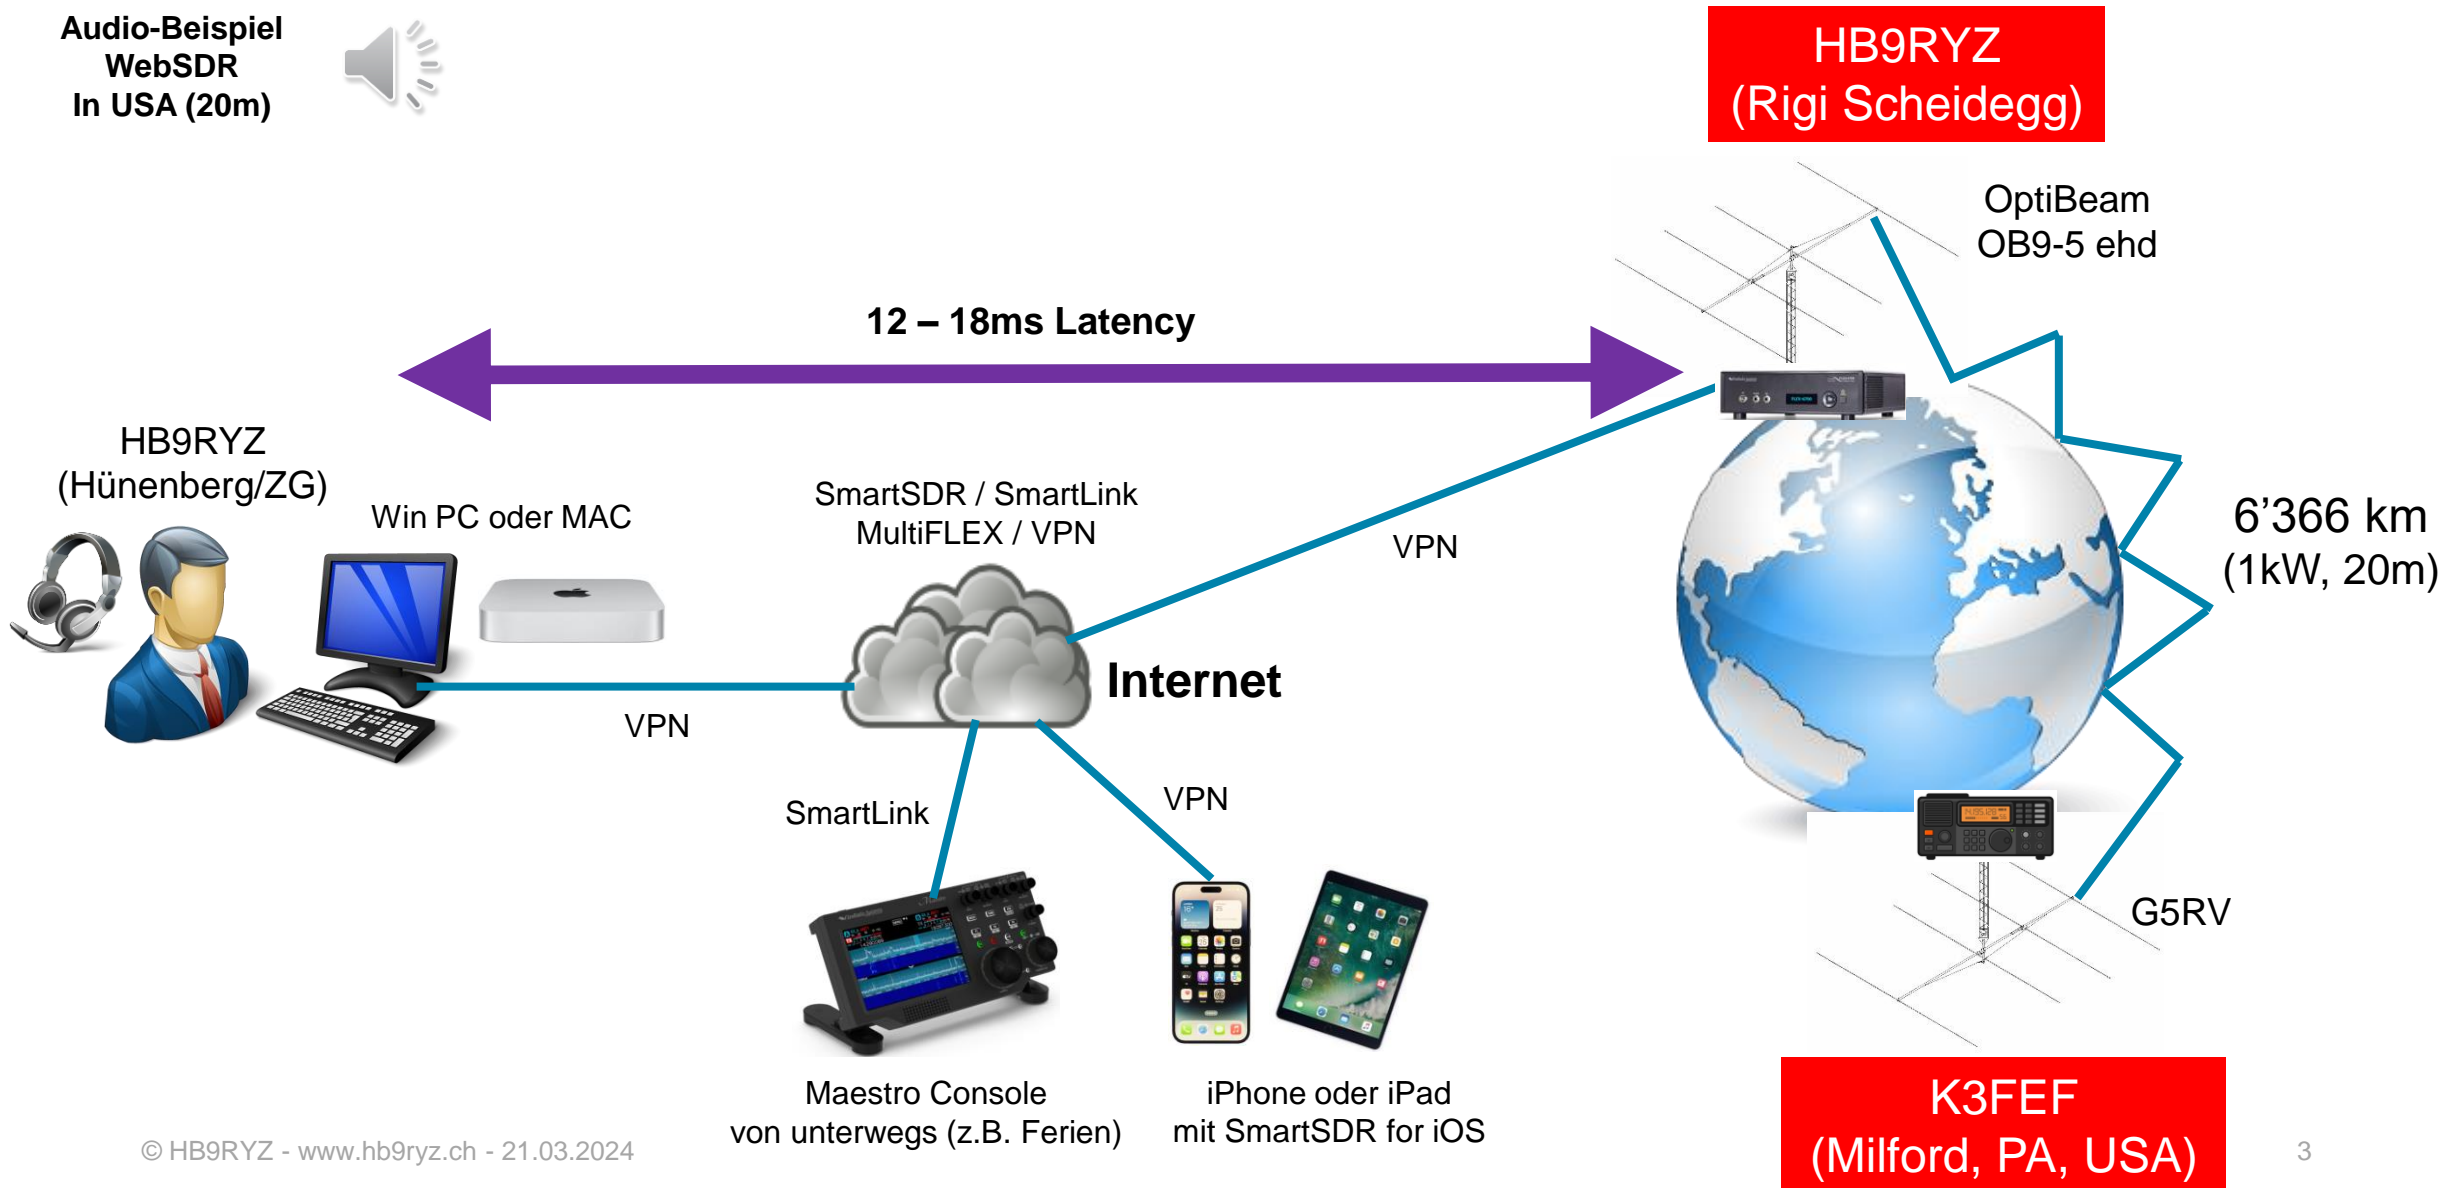 Audio-Beispiel
WebSDR
In USA (20m)
HB9RYZ
(Rigi Scheidegg)
OptiBeam
OB9-5 ehd
12 – 18ms Latency
HB9RYZ
(Hünenberg/ZG)
Win PC oder MAC
SmartSDR / SmartLink
MultiFLEX / VPN
VPN
6’366 km
(1kW, 20m)
Internet
VPN
SmartLink
VPN
G5RV
Maestro Console
von unterwegs (z.B. Ferien)
iPhone oder iPad
mit SmartSDR for iOS
K3FEF
(Milford, PA, USA)
© HB9RYZ - www.hb9ryz.ch - 21.03.2024
3